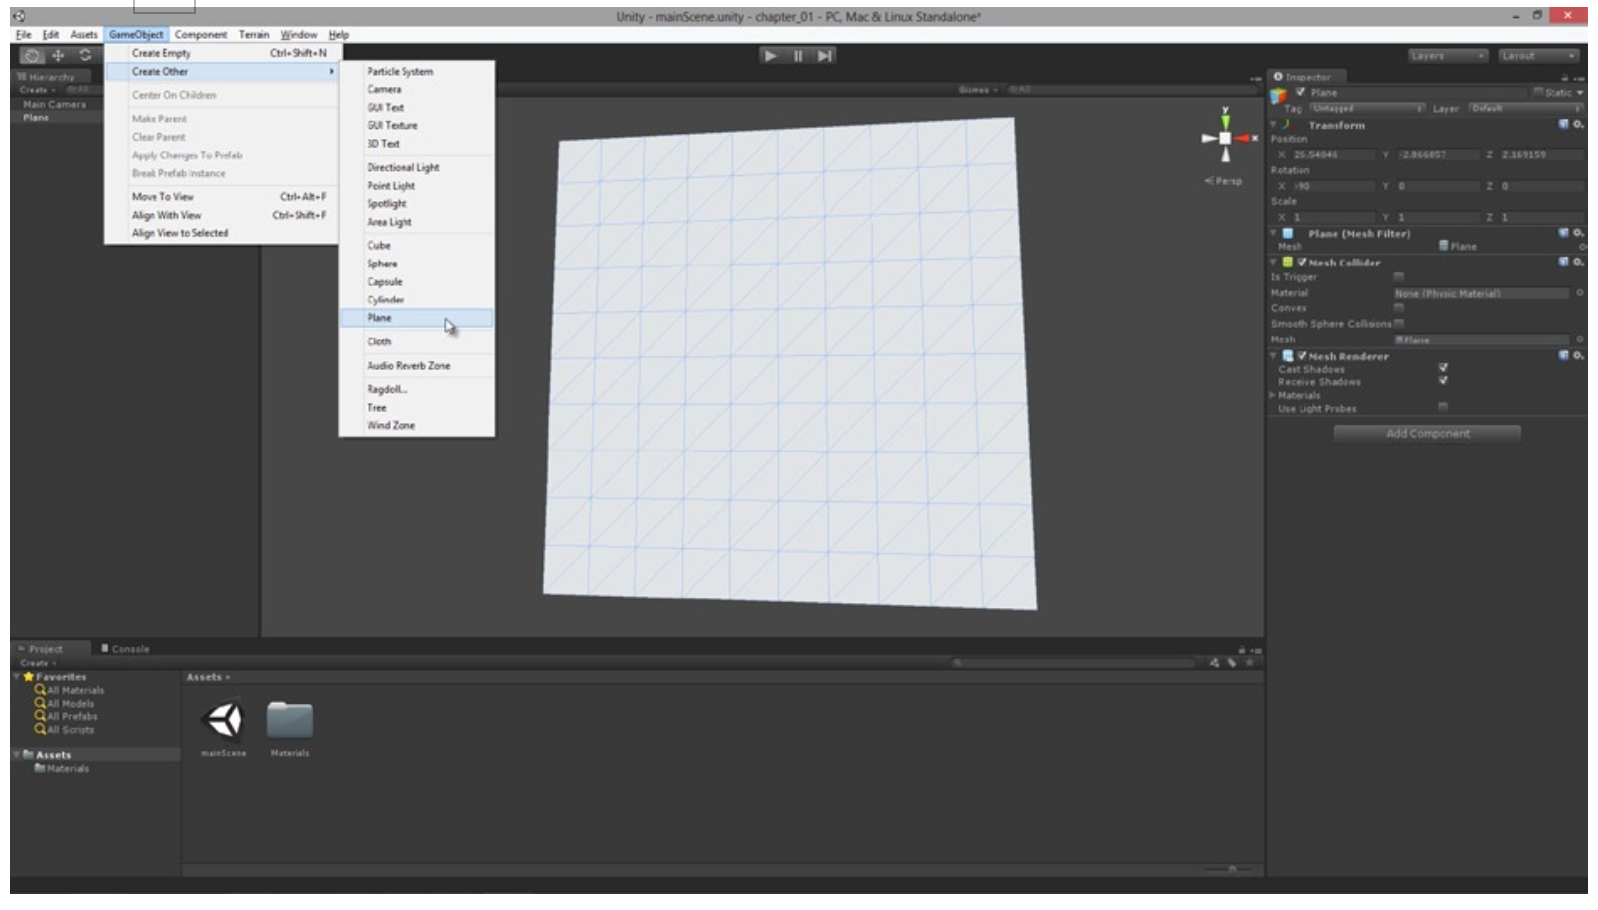 Unity - mainScene.unity - chapter_01 - PC, Mac & Linux Standalone*
File Edit Assets GameObject Component Terrain Window Help
Layers Layout
Create Empty Ctrl+Shift+N
Create Other
Center On Children
Make Parent
Clear Parent
Apply Changes To Prefab
Break Prefab Instance
Move To View Ctrl+Alt+F
Align With View Ctrl+Shift+F
Align View to Selected
Particle System
Camera
GUI Text
GUI Texture
3D Text
Directional Light
Point Light
Spotlight
Area Light
Cube
Sphere
Capsule
Cylinder
Plane
Cloth
Audio Reverb Zone
Ragdoll...
Tree
Wind Zone
Hierarchy
Create All
Main Camera
Plane
Gizmos All
y
x
Persp
Inspector
Plane Static
Tag Untagged Layer Default
Transform
Position
X 26.54046 Y -2.866857 Z 2.169159
Rotation
X -90 Y 0 Z 0
Scale
X 1 Y 1 Z 1
Plane (Mesh Filter)
Mesh Plane
Mesh Collider
Is Trigger
Material None (Physic Material)
Convex
Smooth Sphere Collisions
Mesh Plane
Mesh Renderer
Cast Shadows
Receive Shadows
Materials
Use Light Probes
Add Component
Project Console
Create
Favorites
All Materials
All Models
All Prefabs
All Scripts
Assets
Materials
Assets
mainScene Materials